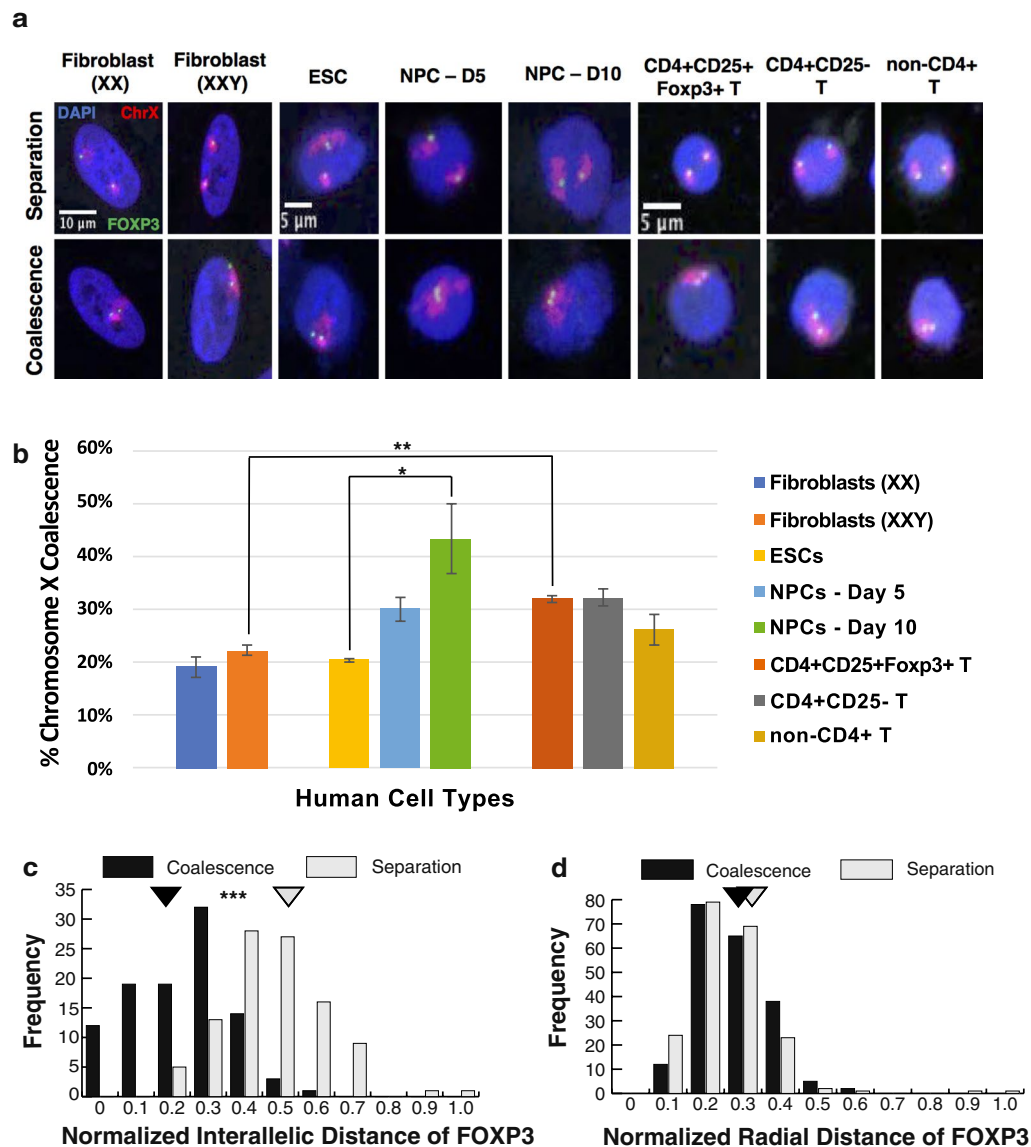 a
Fibroblast
(XX)
Fibroblast
(XXY)
ESC
NPC – D5
NPC – D10
CD4+CD25+
Foxp3+ T
CD4+CD25-
T
non-CD4+
T
Separation
DAPI
ChrX
10 μm
FOXP3
5 μm
5 μm
Coalescence
b
% Chromosome X Coalescence
60%
50%
40%
30%
20%
10%
0%
**
*
Human Cell Types
Fibroblasts (XX)
Fibroblasts (XXY)
ESCs
NPCs - Day 5
NPCs - Day 10
CD4+CD25+Foxp3+ T
CD4+CD25- T
non-CD4+ T
c
Coalescence
Separation
***
Frequency
35
30
25
20
15
10
5
0
0 0.1 0.2 0.3 0.4 0.5 0.6 0.7 0.8 0.9 1.0
Normalized Interallelic Distance of FOXP3
d
Coalescence
Separation
Frequency
80
70
60
50
40
30
20
10
0
0 0.1 0.2 0.3 0.4 0.5 0.6 0.7 0.8 0.9 1.0
Normalized Radial Distance of FOXP3